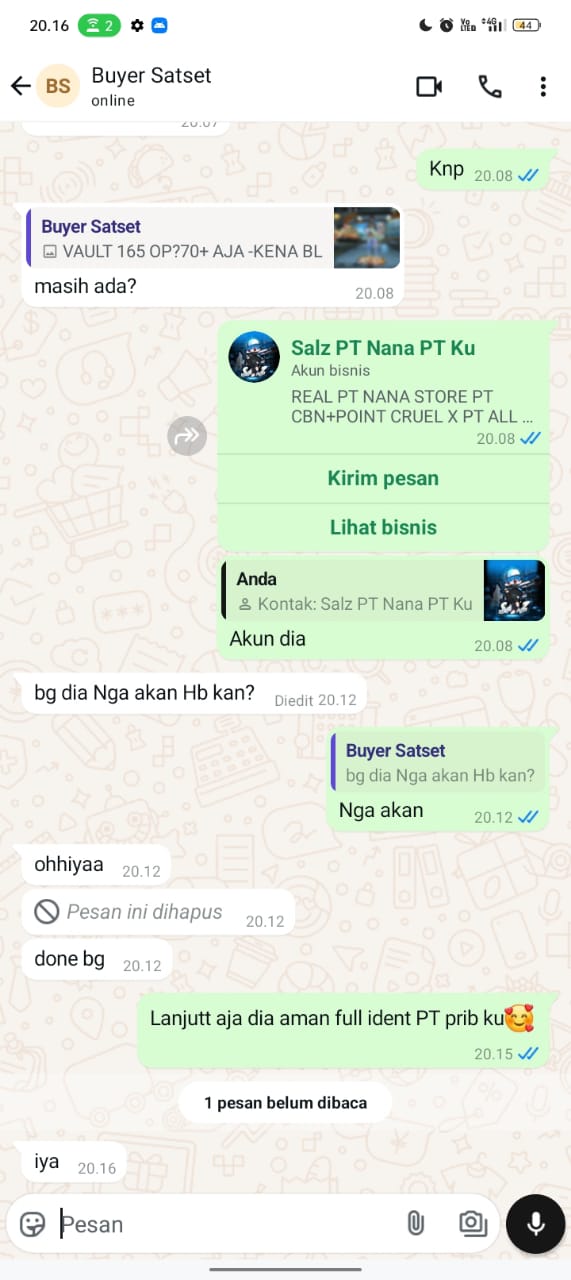 20.16 2 Vo LTE 4G 44
BS Buyer Satset
online
20.07
Knp 20.08
Buyer Satset
VAULT 165 OP?70+ AJA -KENA BL
masih ada? 20.08
Salz PT Nana PT Ku
Akun bisnis
REAL PT NANA STORE PT
CBN+POINT CRUEL X PT ALL ...
20.08
Kirim pesan
Lihat bisnis
Anda
Kontak: Salz PT Nana PT Ku
Akun dia 20.08
bg dia Nga akan Hb kan? Diedit 20.12
Buyer Satset
bg dia Nga akan Hb kan?
Nga akan 20.12
ohhiyaa 20.12
Pesan ini dihapus 20.12
done bg 20.12
Lanjutt aja dia aman full ident PT prib ku🥰
20.15
1 pesan belum dibaca
iya 20.16
Pesan